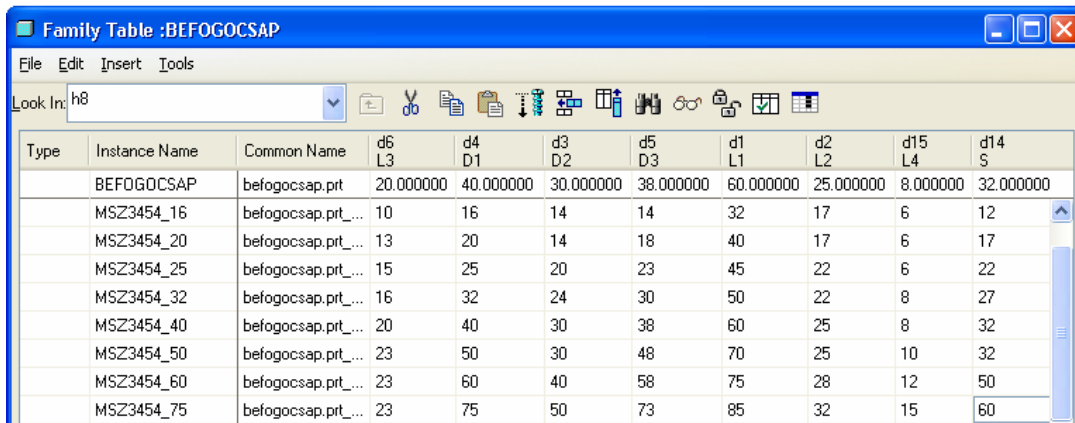 Family Table :BEFOGOCSAP
File Edit Insert Tools
Look In: h8
Type Instance Name Common Name d6 d4 d3 d5 d1 d2 d15 d14
L3 D1 D2 D3 L1 L2 L4 S
BEFOGOCSAP befogocsap.prt 20.000000 40.000000 30.000000 38.000000 60.000000 25.000000 8.000000 32.000000
MSZ3454_16 befogocsap.prt_... 10 16 14 14 32 17 6 12
MSZ3454_20 befogocsap.prt_... 13 20 14 18 40 17 6 17
MSZ3454_25 befogocsap.prt_... 15 25 20 23 45 22 6 22
MSZ3454_32 befogocsap.prt_... 16 32 24 30 50 22 8 27
MSZ3454_40 befogocsap.prt_... 20 40 30 38 60 25 8 32
MSZ3454_50 befogocsap.prt_... 23 50 30 48 70 25 10 32
MSZ3454_60 befogocsap.prt_... 23 60 40 58 75 28 12 50
MSZ3454_75 befogocsap.prt_... 23 75 50 73 85 32 15 60